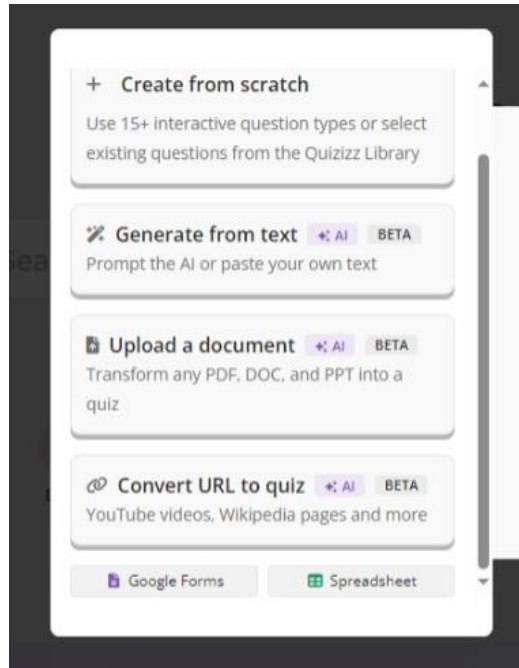 + Create from scratch
Use 15+ interactive question types or select
existing questions from the Quizizz Library
Generate from text AI BETA
Prompt the AI or paste your own text
Upload a document AI BETA
Transform any PDF, DOC, and PPT into a
quiz
Convert URL to quiz AI BETA
YouTube videos, Wikipedia pages and more
Google Forms Spreadsheet